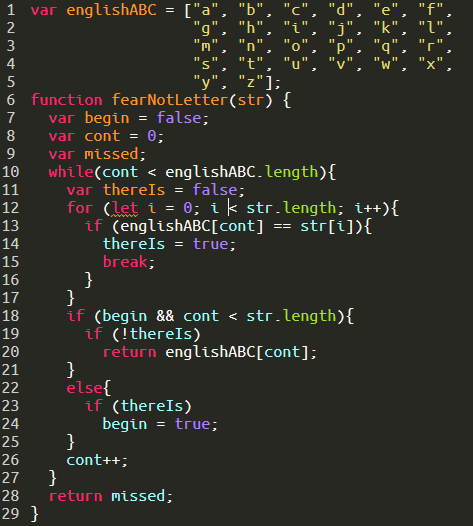 1 var englishABC = ["a", "b", "c", "d", "e", "f",
2 "g", "h", "i", "j", "k", "l",
3 "m", "n", "o", "p", "q", "r",
4 "s", "t", "u", "v", "w", "x",
5 "y", "z"];
6 function fearNotLetter(str) {
7 var begin = false;
8 var cont = 0;
9 var missed;
10 while(cont < englishABC.length){
11 var thereIs = false;
12 for (let i = 0; i < str.length; i++){
13 if (englishABC[cont] == str[i]){
14 thereIs = true;
15 break;
16 }
17 }
18 if (begin && cont < str.length){
19 if (!thereIs)
20 return englishABC[cont];
21 }
22 else{
23 if (thereIs)
24 begin = true;
25 }
26 cont++;
27 }
28 return missed;
29 }